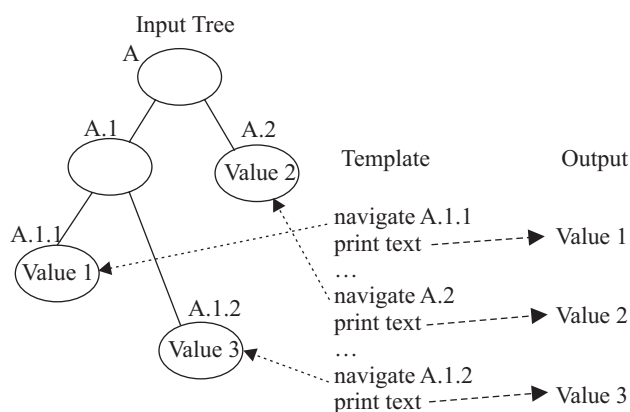 Input Tree
A
A.1
A.2
Value 2
A.1.1
Value 1
A.1.2
Value 3
Template
navigate A.1.1
print text
…
navigate A.2
print text
…
navigate A.1.2
print text
Output
Value 1
Value 2
Value 3